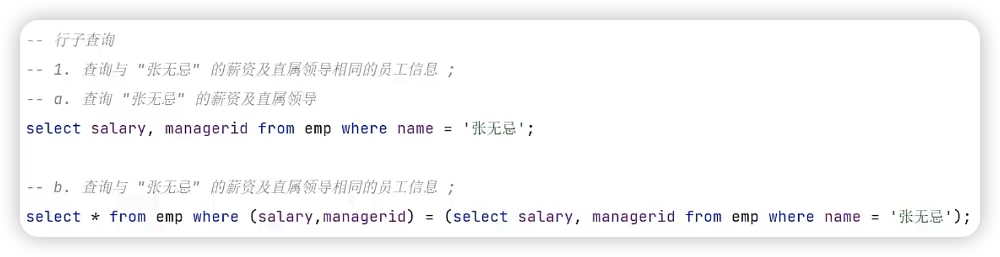 -- 行子查询
-- 1. 查询与 "张无忌" 的薪资及直属领导相同的员工信息 ;
-- a. 查询 "张无忌" 的薪资及直属领导
select salary, managerid from emp where name = '张无忌';
-- b. 查询与 "张无忌" 的薪资及直属领导相同的员工信息 ;
select * from emp where (salary,managerid) = (select salary, managerid from emp where name = '张无忌');